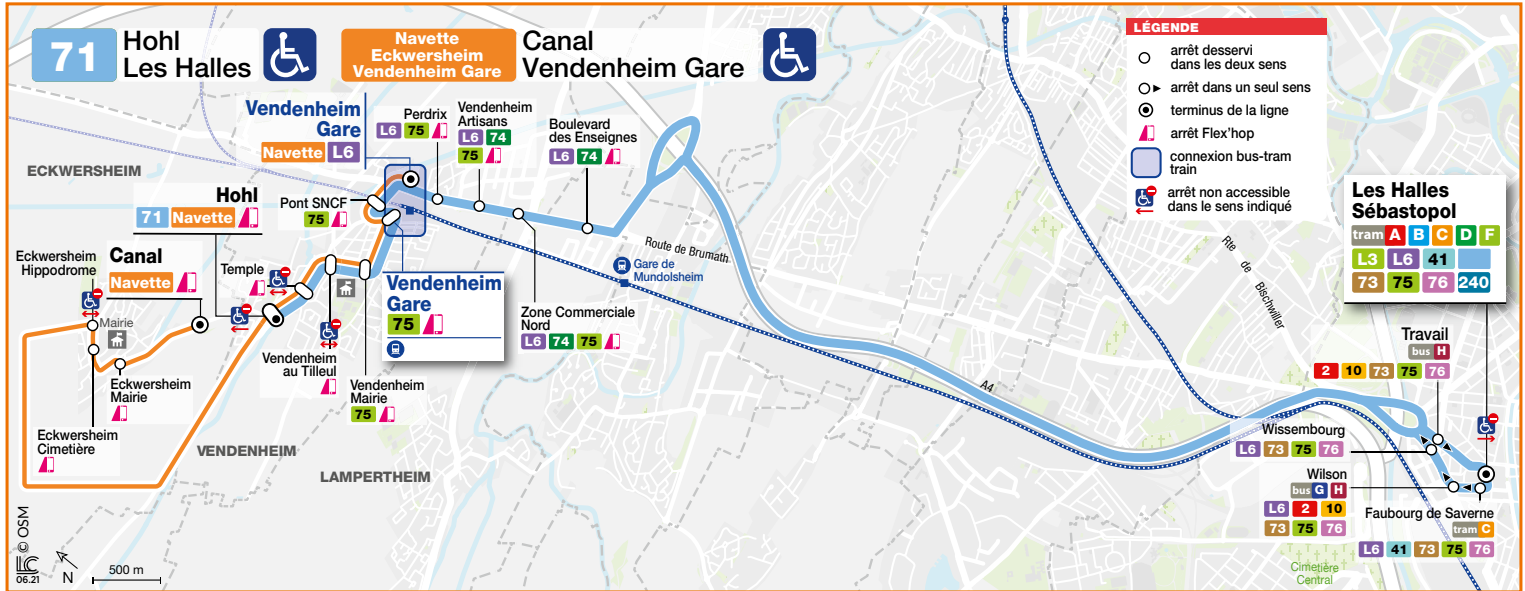 71
Hohl
Les Halles
Navette
Eckwersheim
Vendenheim Gare
Canal
Vendenheim Gare
LÉGENDE
arrêt desservi
dans les deux sens
arrêt dans un seul sens
terminus de la ligne
arrêt Flex'hop
connexion bus-tram
train
arrêt non accessible
dans le sens indiqué
Vendenheim
Gare
Navette L6
Perdrix
L6 75
Vendenheim
Artisans
L6 74
75
Boulevard
des Enseignes
L6 74
ECKWERSHEIM
Hohl
71 Navette
Pont SNCF
75
Eckwersheim
Hippodrome
Canal
Navette
Temple
Mairie
Vendenheim
Gare
75
Route de Brumath
Gare de
Mundolsheim
Zone Commerciale
Nord
L6 74 75
Rte de Bischwiller
Les Halles
Sébastopol
tram A B C D F
L3 L6 41
73 75 76 240
Travail
bus H
2 10 73 75 76
Eckwersheim
Mairie
Vendenheim
au Tilleul
Vendenheim
Mairie
75
Eckwersheim
Cimetière
VENDENHEIM
LAMPERTHEIM
A4
Wissembourg
L6 73 75 76
Wilson
bus G H
L6 2 10
73 75 76
Faubourg de Saverne
tram C
L6 41 73 75 76
Cimetière
Central
© OSM
06.21
N
500 m